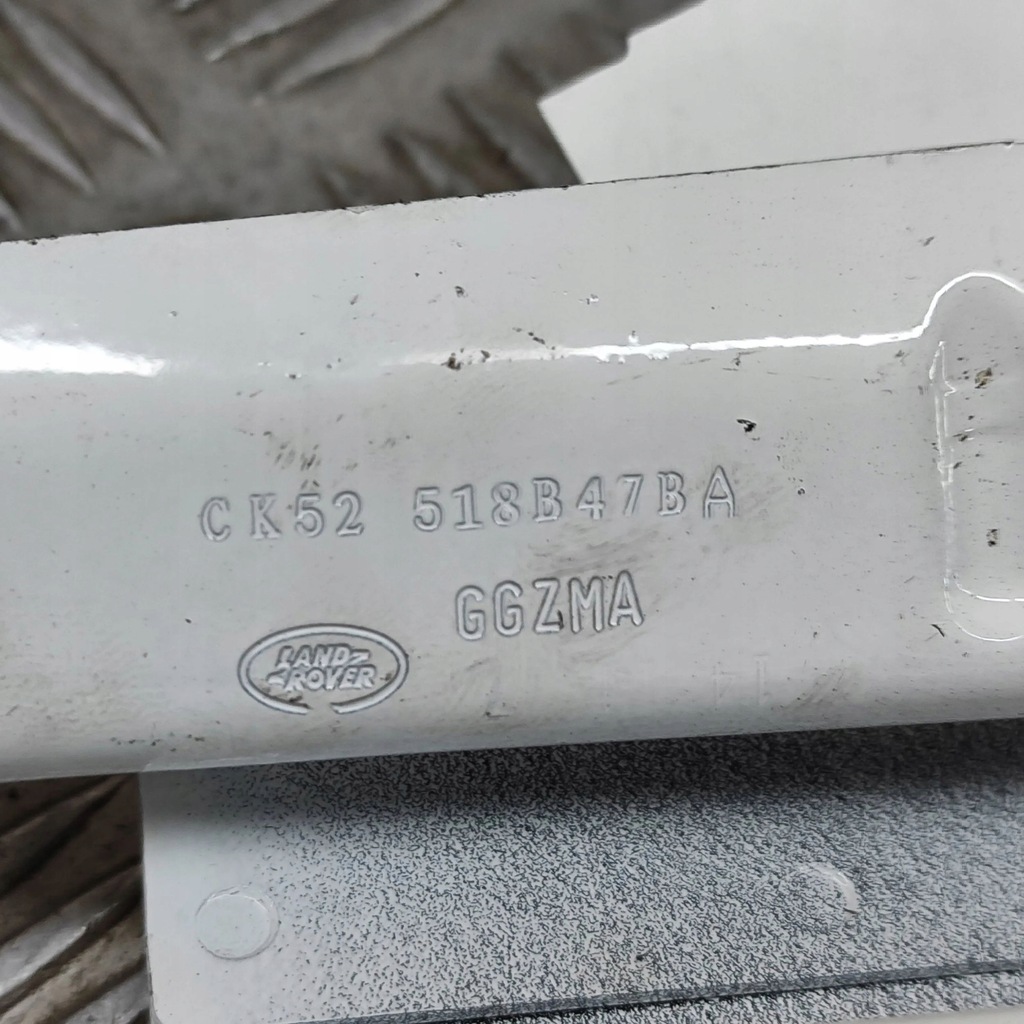 CK52 518B47BA
GGZMA
LAND
ROVER